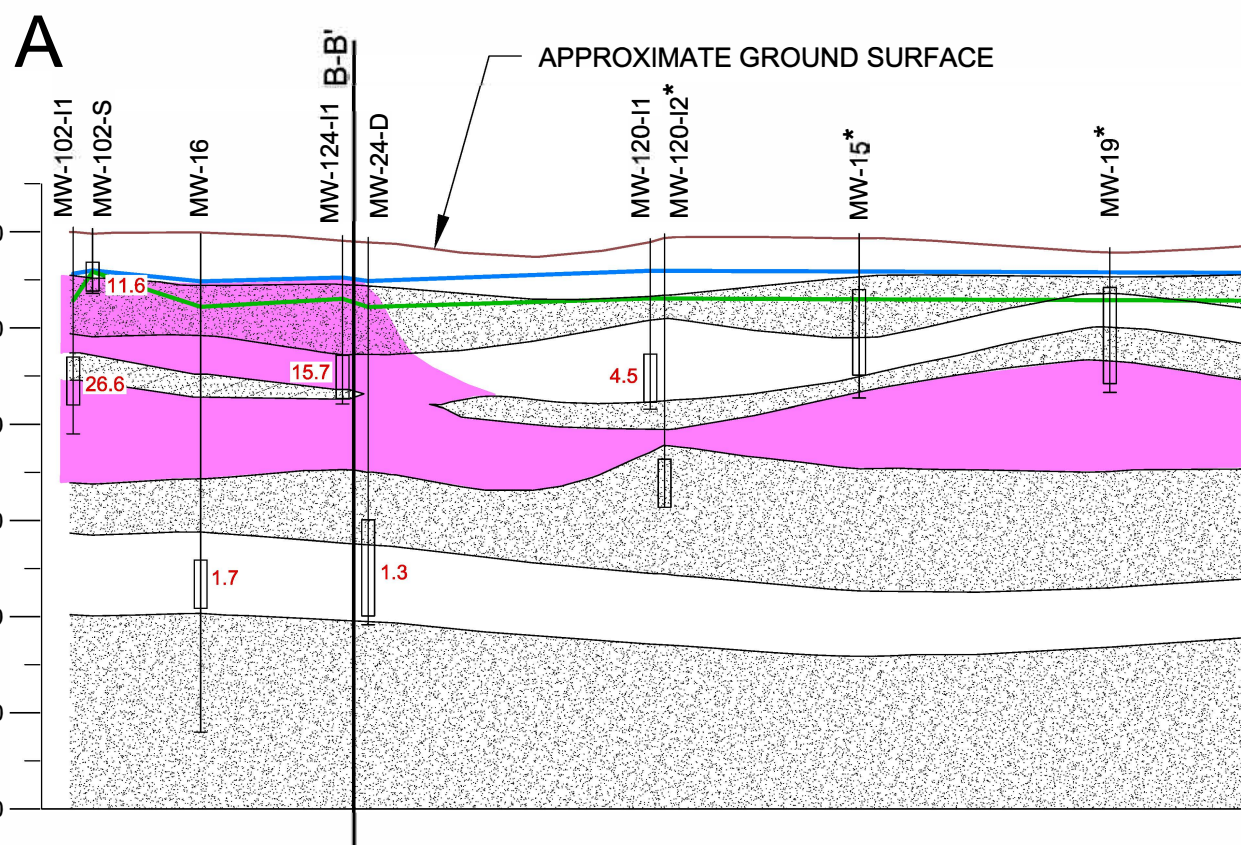 A
B-B'
APPROXIMATE GROUND SURFACE
MW-102-I1
MW-102-S
MW-16
MW-124-I1
MW-24-D
MW-120-I1
MW-120-I2*
MW-15*
MW-19*
11.6
15.7
4.5
26.6
1.7
1.3